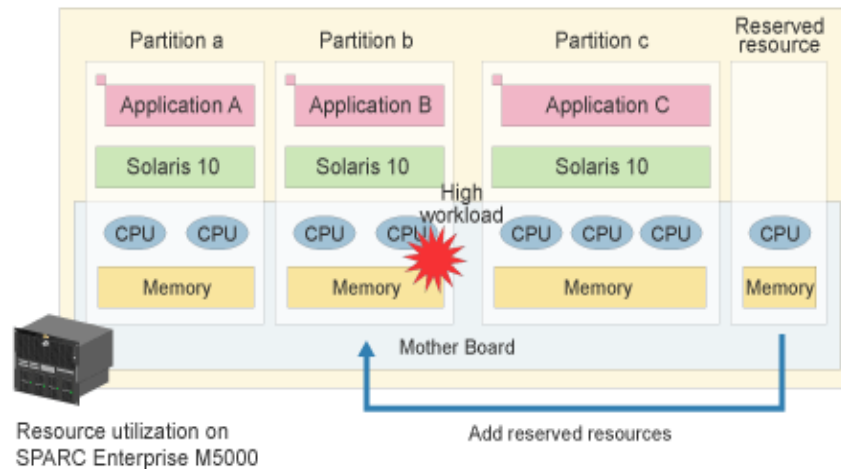 Partition a
Partition b
Partition c
Reserved
resource
Application A
Application B
Application C
Solaris 10
Solaris 10
Solaris 10
High
workload
CPU
CPU
CPU
CPU
CPU
CPU
CPU
CPU
Memory
Memory
Memory
Memory
Mother Board
Add reserved resources
Resource utilization on
SPARC Enterprise M5000